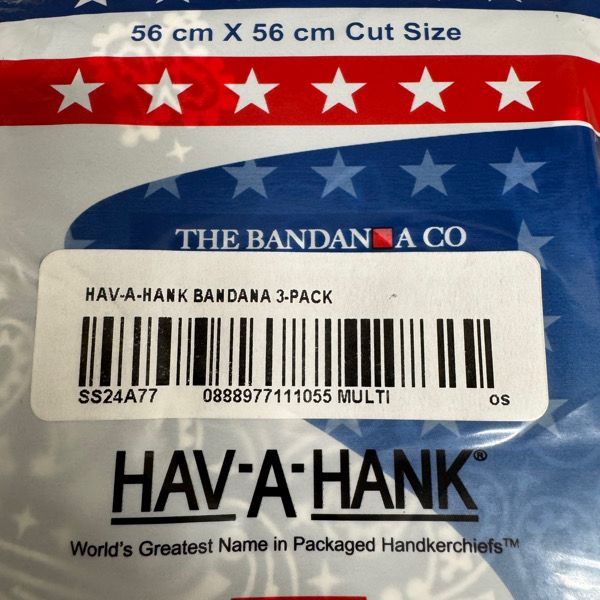 56 cm X 56 cm Cut Size
THE BANDANA CO
HAV-A-HANK BANDANA 3-PACK
SS24A77 0888977111055 MULTI OS
HAV-A-HANK®
World's Greatest Name in Packaged Handkerchiefs™